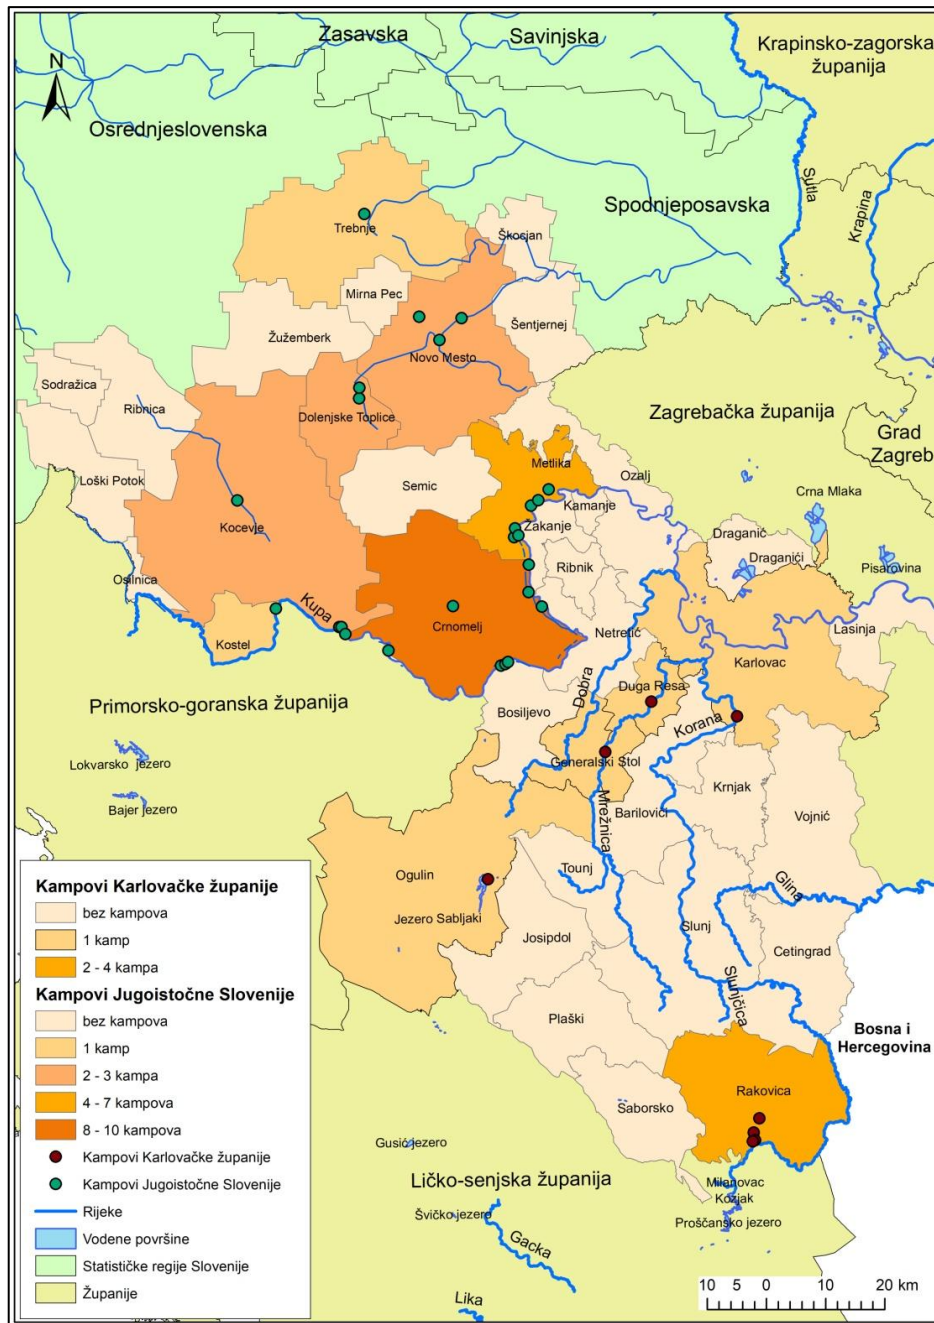 Zasavska
Savinjska
Krapinsko-zagorska
županija
N
Osrednjeslovenska
Sutla
Krapina
Spodnjeposavska
Trebnje
Škocjan
Mirna Pec
Žužemberk
Šentjernej
Novo Mesto
Sodražica
Ribnica
Dolenjske Toplice
Zagrebačka županija
Grad
Zagreb
Loški Potok
Semic
Metlika
Ozalj
Kocevje
Kamanje
Crna Mlaka
Žakanje
Draganić
Draganići
Ribnik
Pisarovina
Osilnica
Kupa
Kostel
Crnomelj
Netretić
Lasinja
Karlovac
Primorsko-goranska županija
Dobra
Duga Resa
Bosiljevo
Korana
Lokvarsko jezero
Generalski Stol
Bajer jezero
Mrežnica
Barilovići
Krnjak
Vojnić
Ogulin
Tounj
Glina
Jezero Sabljaki
Josipdol
Slunj
Cetingrad
Slunjčica
Plaški
Bosna i
Hercegovina
Rakovica
Saborsko
Gusić jezero
Ličko-senjska županija
Milanovac
Kozjak
Švičko jezero
Prošćansko jezero
Gacka
Lika
10 5 0 10 20 km
Kampovi Karlovačke županije
bez kampova
1 kamp
2 - 4 kampa
Kampovi Jugoistočne Slovenije
bez kampova
1 kamp
2 - 3 kampa
4 - 7 kampova
8 - 10 kampova
Kampovi Karlovačke županije
Kampovi Jugoistočne Slovenije
Rijeke
Vodene površine
Statističke regije Slovenije
Županije